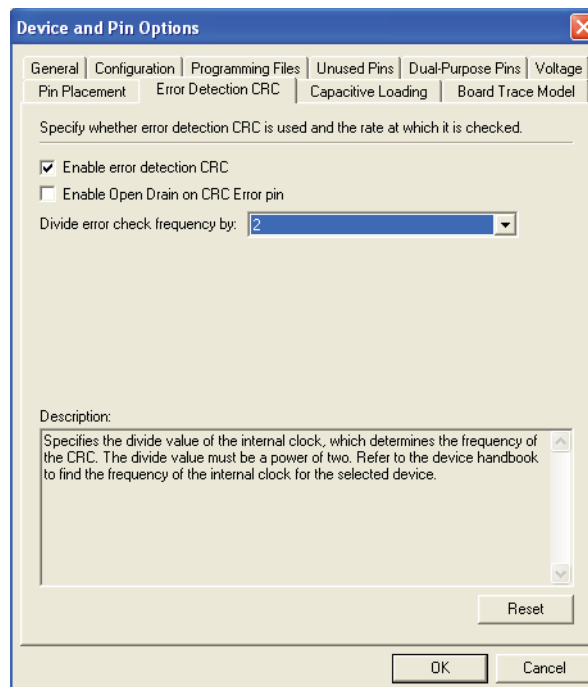 Device and Pin Options
General
Configuration
Programming Files
Unused Pins
Dual-Purpose Pins
Voltage
Pin Placement
Error Detection CRC
Capacitive Loading
Board Trace Model
Specify whether error detection CRC is used and the rate at which it is checked.
Enable error detection CRC
Enable Open Drain on CRC Error pin
Divide error check frequency by: 2
Description:
Specifies the divide value of the internal clock, which determines the frequency of
the CRC. The divide value must be a power of two. Refer to the device handbook
to find the frequency of the internal clock for the selected device.
Reset
OK
Cancel